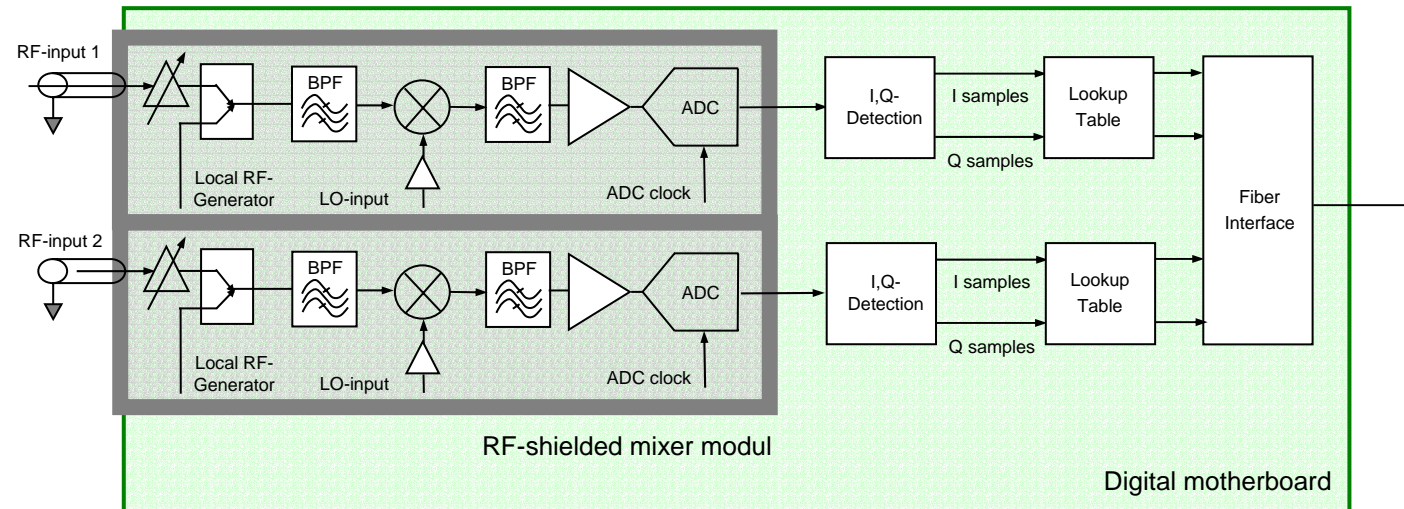 RF-input 1
BPF
BPF
ADC
Local RF-
Generator
LO-input
ADC clock
I,Q-
Detection
I samples
Q samples
Lookup
Table
Fiber
Interface
RF-input 2
BPF
BPF
ADC
Local RF-
Generator
LO-input
ADC clock
I,Q-
Detection
I samples
Q samples
Lookup
Table
RF-shielded mixer modul
Digital motherboard